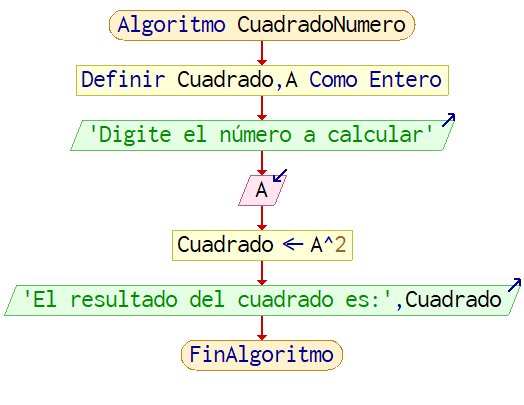 Algoritmo CuadradoNumero
Definir Cuadrado,A Como Entero
'Digite el número a calcular'
A
Cuadrado ← A^2
'El resultado del cuadrado es:',Cuadrado
FinAlgoritmo